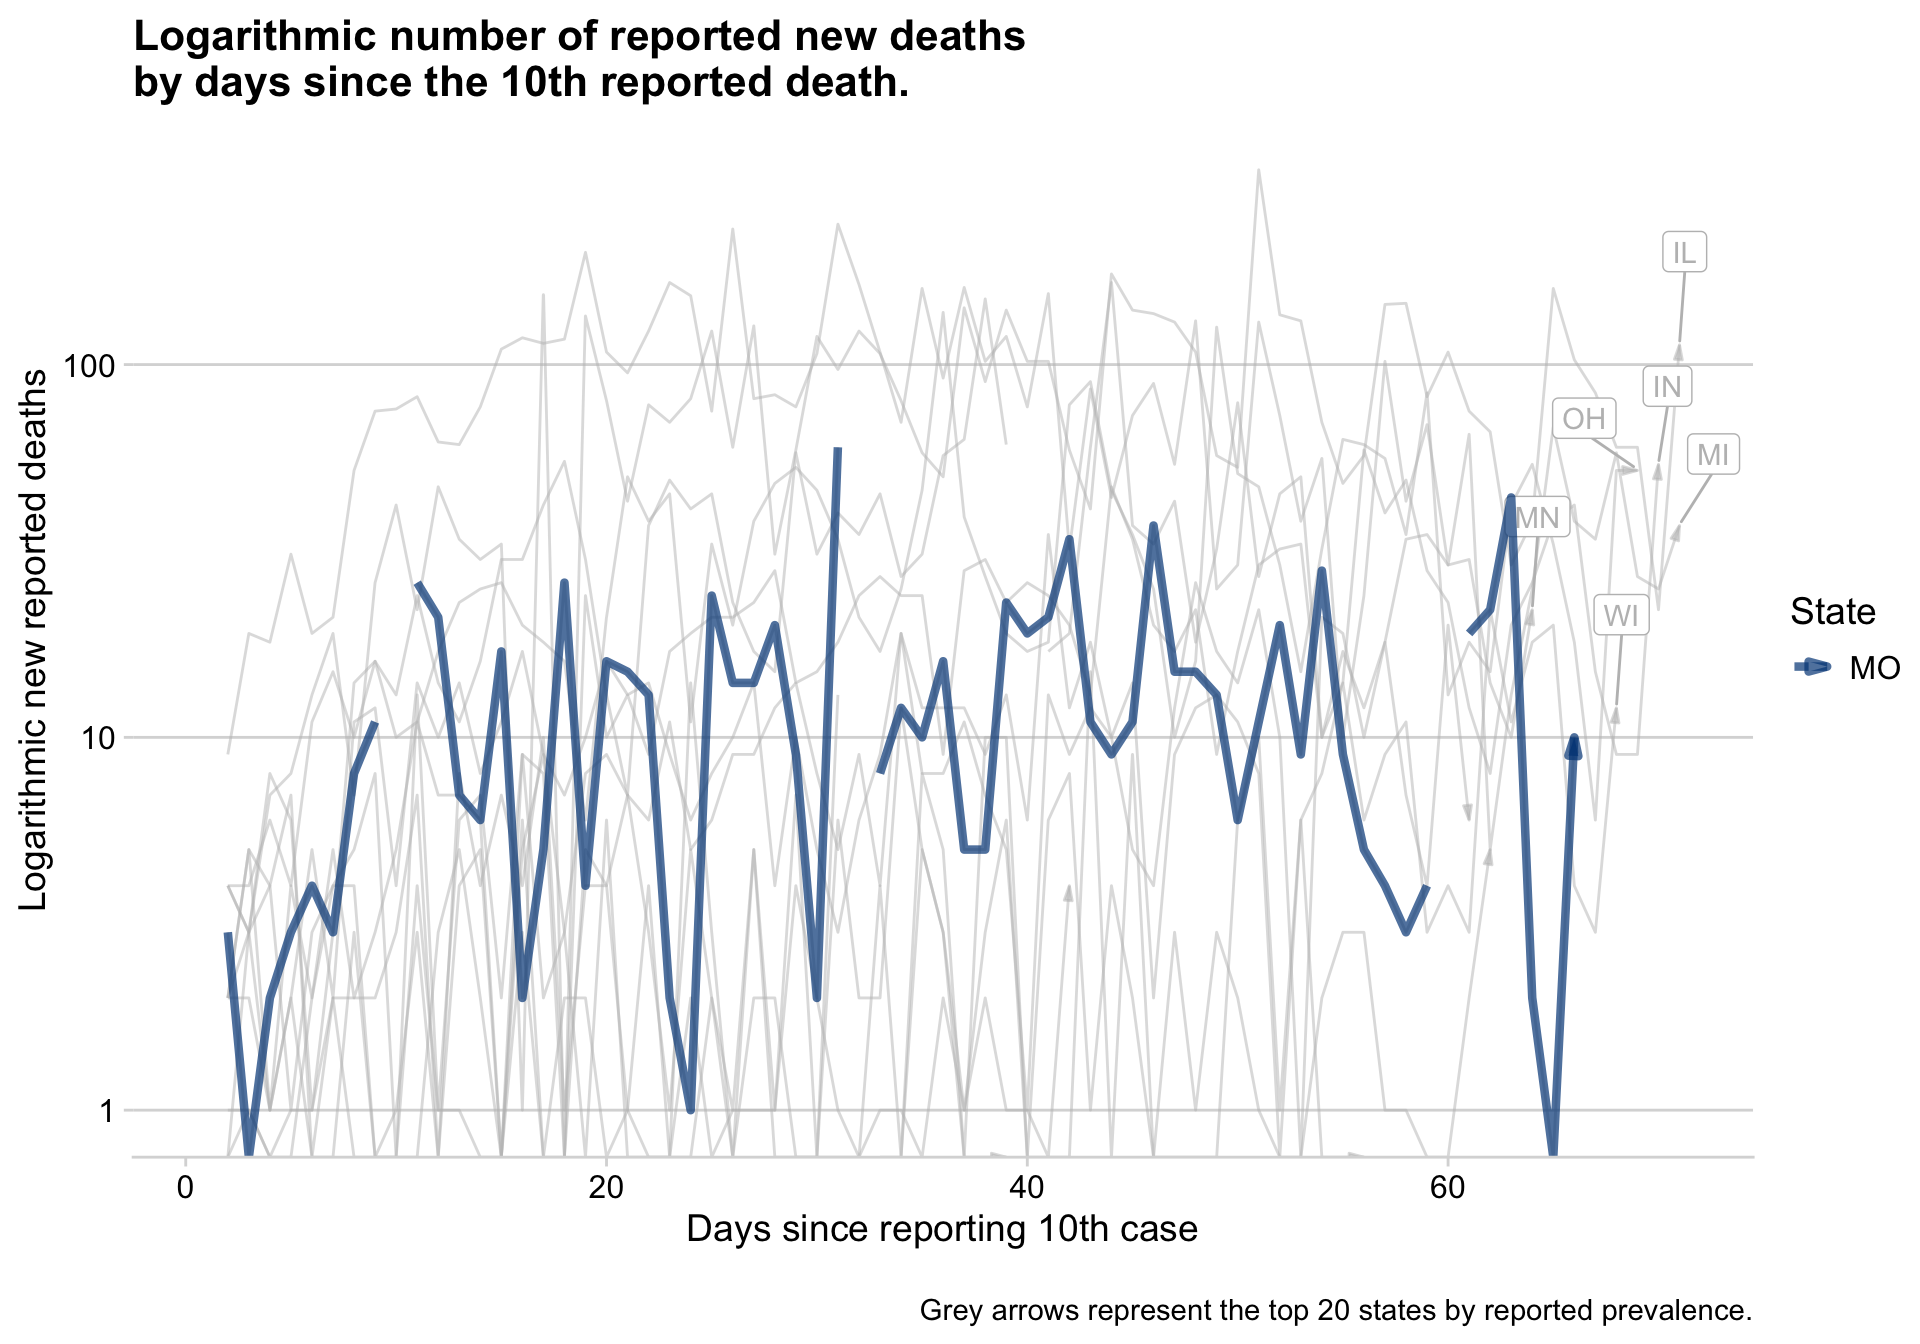 Logarithmic number of reported new deaths
by days since the 10th reported death.
Logarithmic new reported deaths
100
10
1
IL
IN
OH
MI
MN
WI
State
MO
0
20
40
60
Days since reporting 10th case
Grey arrows represent the top 20 states by reported prevalence.